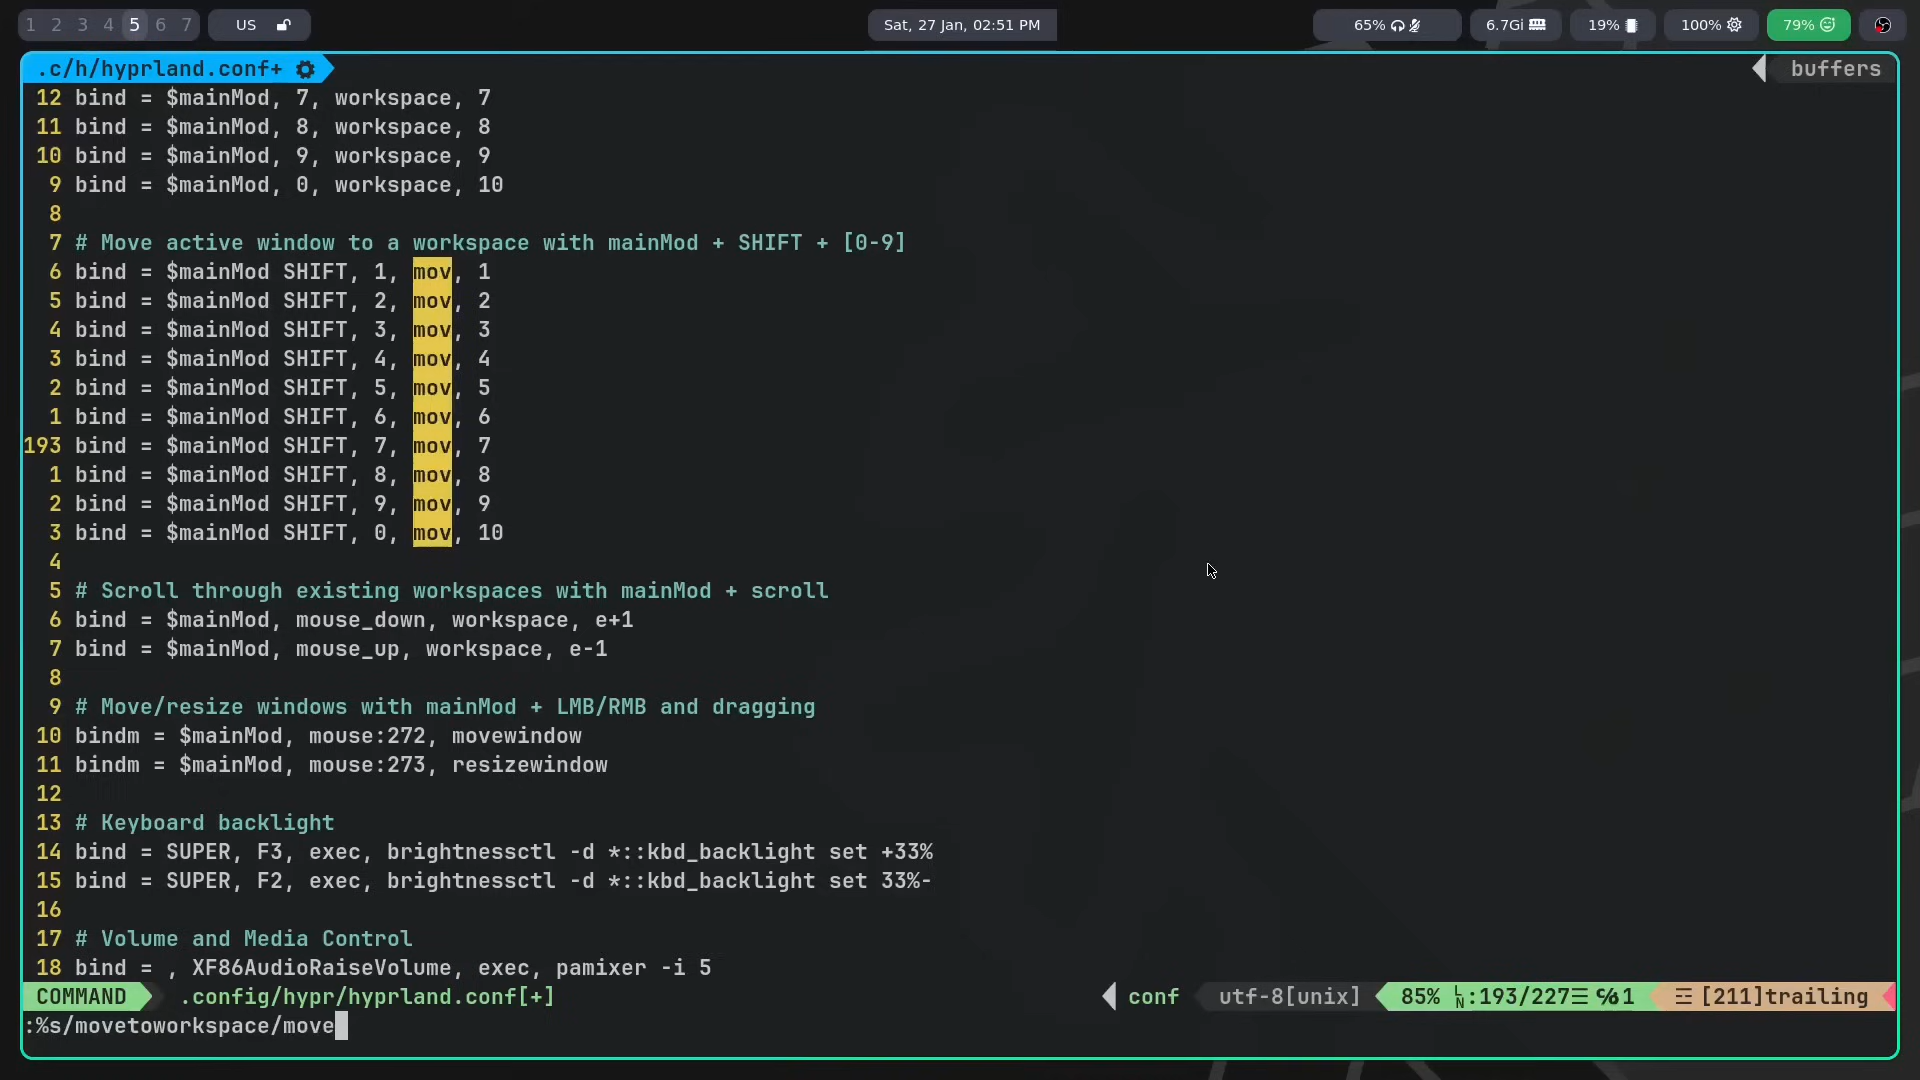 1 2 3 4 5 6 7 US Sat, 27 Jan, 02:51 PM 65% 6.7Gi 19% 100% 79%
.c/h/hyprland.conf+ buffers
12 bind = $mainMod, 7, workspace, 7
11 bind = $mainMod, 8, workspace, 8
10 bind = $mainMod, 9, workspace, 9
9 bind = $mainMod, 0, workspace, 10
8
7 # Move active window to a workspace with mainMod + SHIFT + [0-9]
6 bind = $mainMod SHIFT, 1, mov, 1
5 bind = $mainMod SHIFT, 2, mov, 2
4 bind = $mainMod SHIFT, 3, mov, 3
3 bind = $mainMod SHIFT, 4, mov, 4
2 bind = $mainMod SHIFT, 5, mov, 5
1 bind = $mainMod SHIFT, 6, mov, 6
193 bind = $mainMod SHIFT, 7, mov, 7
1 bind = $mainMod SHIFT, 8, mov, 8
2 bind = $mainMod SHIFT, 9, mov, 9
3 bind = $mainMod SHIFT, 0, mov, 10
4
5 # Scroll through existing workspaces with mainMod + scroll
6 bind = $mainMod, mouse_down, workspace, e+1
7 bind = $mainMod, mouse_up, workspace, e-1
8
9 # Move/resize windows with mainMod + LMB/RMB and dragging
10 bindm = $mainMod, mouse:272, movewindow
11 bindm = $mainMod, mouse:273, resizewindow
12
13 # Keyboard backlight
14 bind = SUPER, F3, exec, brightnessctl -d *::kbd_backlight set +33%
15 bind = SUPER, F2, exec, brightnessctl -d *::kbd_backlight set 33%-
16
17 # Volume and Media Control
18 bind = , XF86AudioRaiseVolume, exec, pamixer -i 5
COMMAND .config/hypr/hyprland.conf[+] conf utf-8[unix] 85% ␊:193/227☰ ℅1 ☲ [211]trailing
:%s/movetoworkspace/move